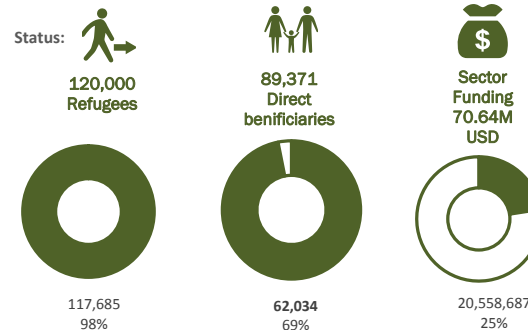 Status:
120,000
Refugees
89,371
Direct
benificiaries
$
Sector
Funding
70.64M
USD
117,685
98%
62,034
69%
20,558,687
25%